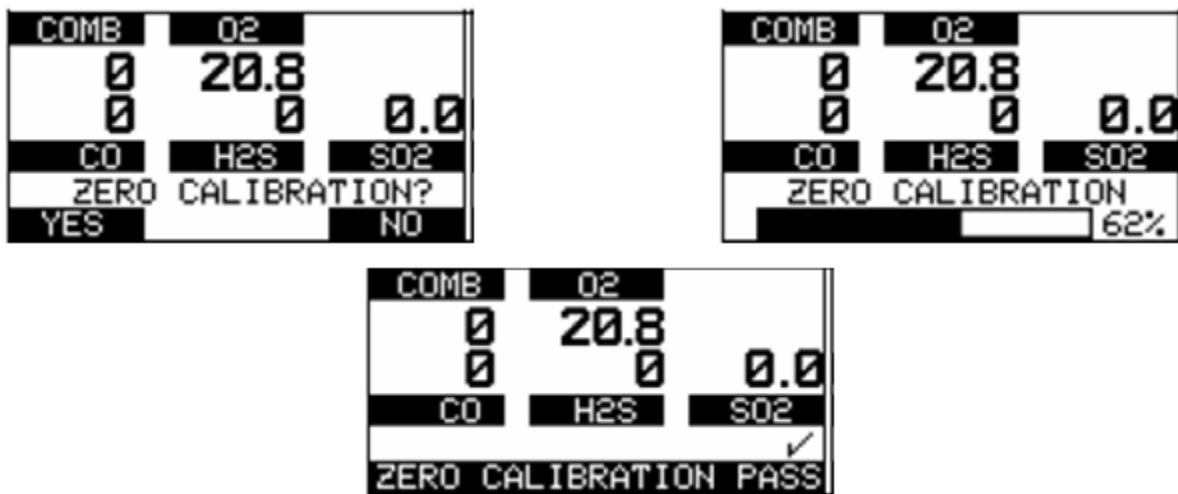 COMB O2
0 20.8
0 0 0.0
CO H2S SO2
ZERO CALIBRATION?
YES NO
COMB O2
0 20.8
0 0 0.0
CO H2S SO2
ZERO CALIBRATION
62%
COMB O2
0 20.8
0 0 0.0
CO H2S SO2
✓
ZERO CALIBRATION PASS